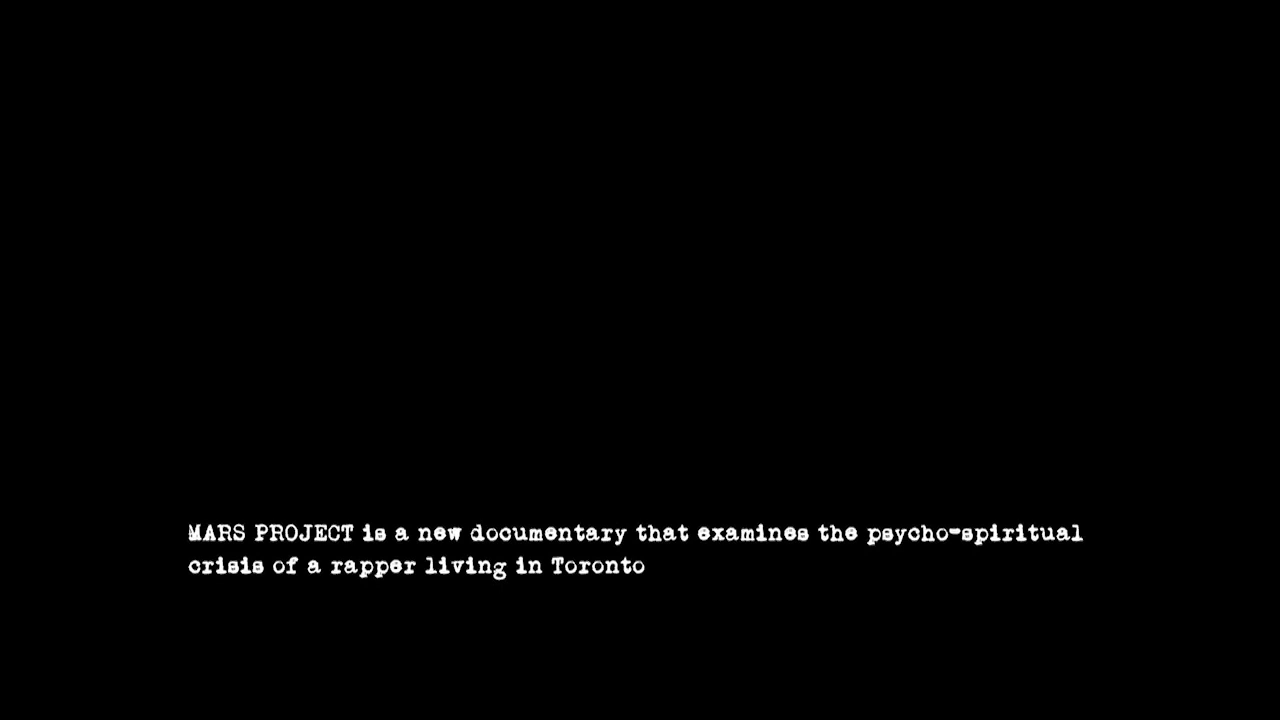 MARS PROJECT is a new documentary that examines the psycho-spiritual
crisis of a rapper living in Toronto